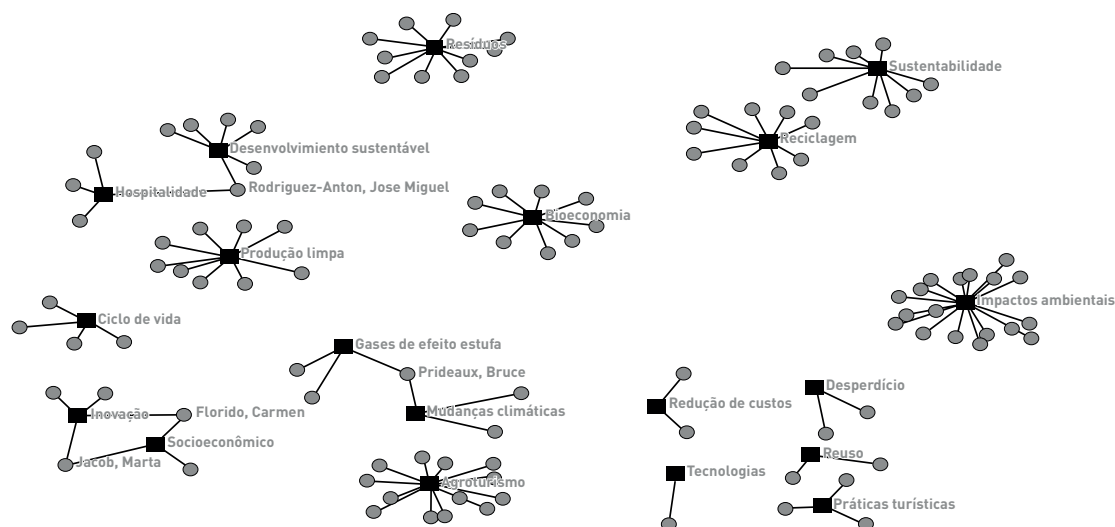 Resíduos
Sustentabilidade
Reciclagem
Desenvolvimiento sustentável
Hospitalidade
Rodriguez-Anton, Jose Miguel
Bioeconomia
Produção limpa
Impactos ambientais
Ciclo de vida
Gases de efeito estufa
Prideaux, Bruce
Desperdício
Redução de custos
Inovação
Florido, Carmen
Mudanças climáticas
Socioeconômico
Jacob, Marta
Reuso
Tecnologias
Agroturismo
Práticas turísticas